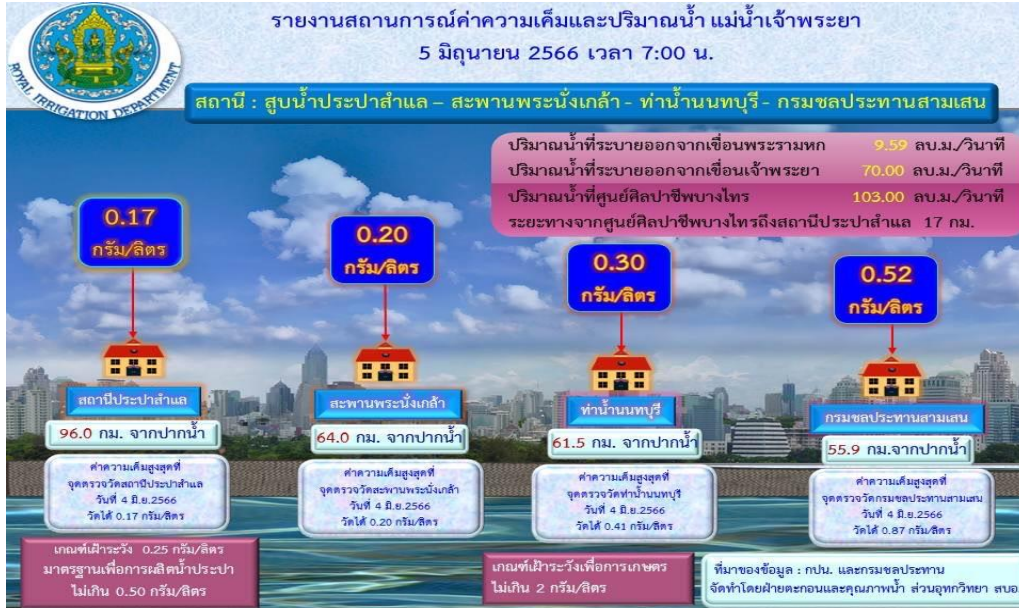 รายงานสถานการณ์ค่าความเค็มและปริมาณน้ำ แม่น้ำเจ้าพระยา
5 มิถุนายน 2566 เวลา 7:00 น.
ROYAL IRRIGATION DEPARTMENT
สถานี : สูบน้ำประปาสำแล – สะพานพระนั่งเกล้า - ท่าน้ำนนทบุรี - กรมชลประทานสามเสน
ปริมาณน้ำที่ระบายออกจากเขื่อนพระรามหก 9.59 ลบ.ม./วินาที
ปริมาณน้ำที่ระบายออกจากเขื่อนเจ้าพระยา 70.00 ลบ.ม./วินาที
ปริมาณน้ำที่ศูนย์ศิลปาชีพบางไทร 103.00 ลบ.ม./วินาที
ระยะทางจากศูนย์ศิลปาชีพบางไทรถึงสถานีประปาสำแล 17 กม.
0.17
กรัม/ลิตร
สถานีประปาสำแล
96.0 กม. จากปากน้ำ
ค่าความเค็มสูงสุดที่
จุดตรวจวัดสถานีประปาสำแล
วันที่ 4 มิ.ย.2566
วัดได้ 0.17 กรัม/ลิตร
0.20
กรัม/ลิตร
สะพานพระนั่งเกล้า
64.0 กม. จากปากน้ำ
ค่าความเค็มสูงสุดที่
จุดตรวจวัดสะพานพระนั่งเกล้า
วันที่ 4 มิ.ย.2566
วัดได้ 0.20 กรัม/ลิตร
0.30
กรัม/ลิตร
ท่าน้ำนนทบุรี
61.5 กม. จากปากน้ำ
ค่าความเค็มสูงสุดที่
จุดตรวจวัดท่าน้ำนนทบุรี
วันที่ 4 มิ.ย.2566
วัดได้ 0.41 กรัม/ลิตร
0.52
กรัม/ลิตร
กรมชลประทานสามเสน
55.9 กม.จากปากน้ำ
ค่าความเค็มสูงสุดที่
จุดตรวจวัดกรมชลประทานสามเสน
วันที่ 4 มิ.ย.2566
วัดได้ 0.87 กรัม/ลิตร
เกณฑ์เฝ้าระวัง 0.25 กรัม/ลิตร
มาตรฐานเพื่อการผลิตน้ำประปา
ไม่เกิน 0.50 กรัม/ลิตร
เกณฑ์เฝ้าระวังเพื่อการเกษตร
ไม่เกิน 2 กรัม/ลิตร
ที่มาของข้อมูล : กปน. และกรมชลประทาน
จัดทำโดยฝ่ายตะกอนและคุณภาพน้ำ ส่วนอุทกวิทยา สบอ